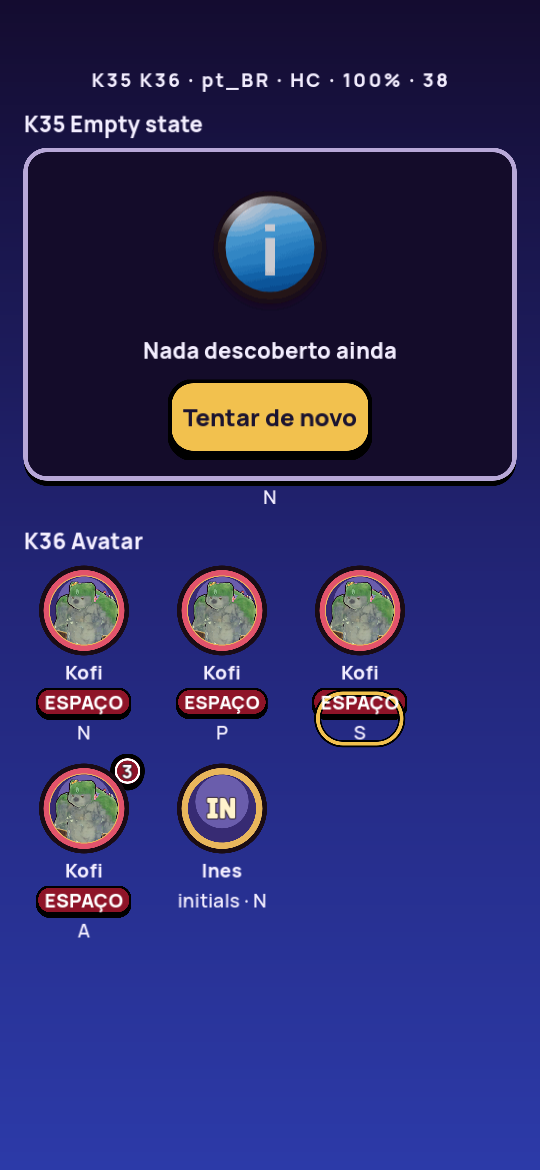 K35 K36 · pt_BR · HC · 100% · 38
K35 Empty state
i
Nada descoberto ainda
Tentar de novo
N
K36 Avatar
Kofi Kofi Kofi
ESPAÇO ESPAÇO ESPAÇO
N P S
3
IN
Kofi Ines
ESPAÇO initials · N
A